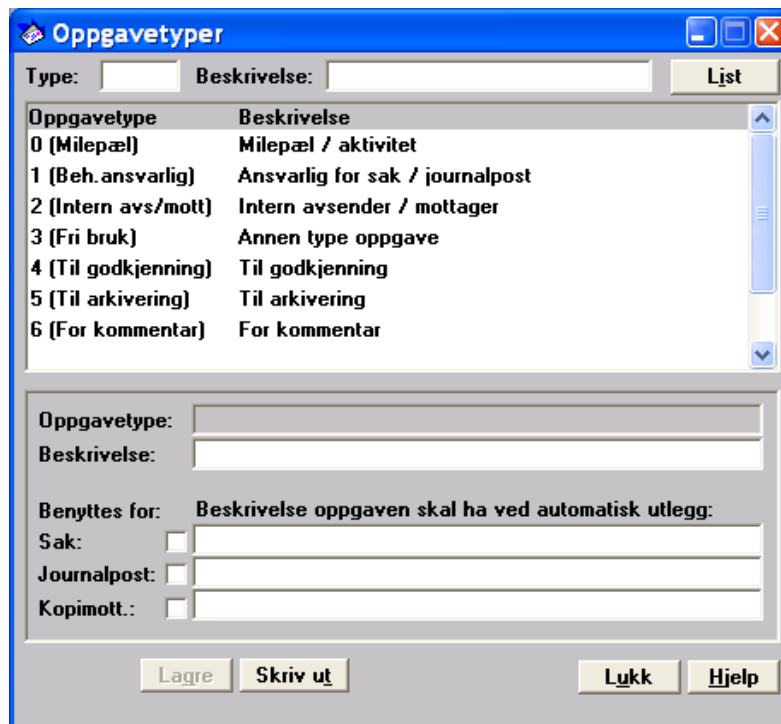 Oppgavetyper
Type: Beskrivelse: List
Oppgavetype Beskrivelse
0 (Milepæl) Milepæl / aktivitet
1 (Beh.ansvarlig) Ansvarlig for sak / journalpost
2 (Intern avs/mott) Intern avsender / mottager
3 (Fri bruk) Annen type oppgave
4 (Til godkjenning) Til godkjenning
5 (Til arkivering) Til arkivering
6 (For kommentar) For kommentar
Oppgavetype:
Beskrivelse:
Benyttes for: Beskrivelse oppgaven skal ha ved automatisk utlegg:
Sak:
Journalpost:
Kopimott.:
Lagre Skriv ut Lukk Hjelp